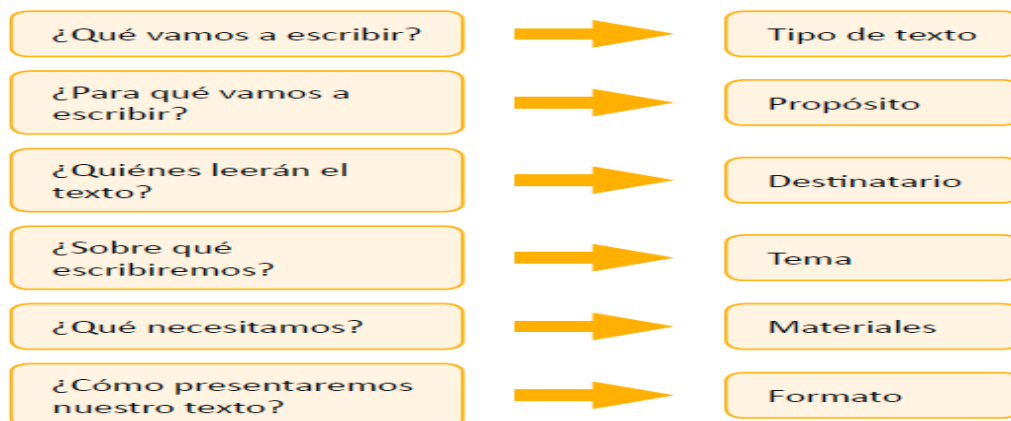 ¿Qué vamos a escribir?
Tipo de texto
¿Para qué vamos a
escribir?
Propósito
¿Quiénes leerán el
texto?
Destinatario
¿Sobre qué
escribiremos?
Tema
¿Qué necesitamos?
Materiales
¿Cómo presentaremos
nuestro texto?
Formato